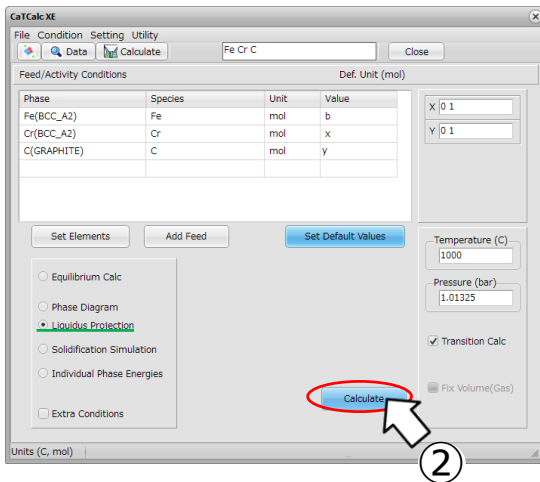 CaTCalc XE
File Condition Setting Utility
Data Calculate Fe Cr C Close
Feed/Activity Conditions Def. Unit (mol)
Phase Species Unit Value
Fe(BCC_A2) Fe mol b
Cr(BCC_A2) Cr mol x
C(GRAPHITE) C mol y
X 0 1
Y 0 1
Set Elements Add Feed Set Default Values
Temperature (C)
1000
Pressure (bar)
1.01325
Equilibrium Calc
Phase Diagram
Liquidus Projection
Solidification Simulation
Individual Phase Energies
Extra Conditions
Transition Calc
Fix Volume(Gas)
Calculate
②
Units (C, mol)